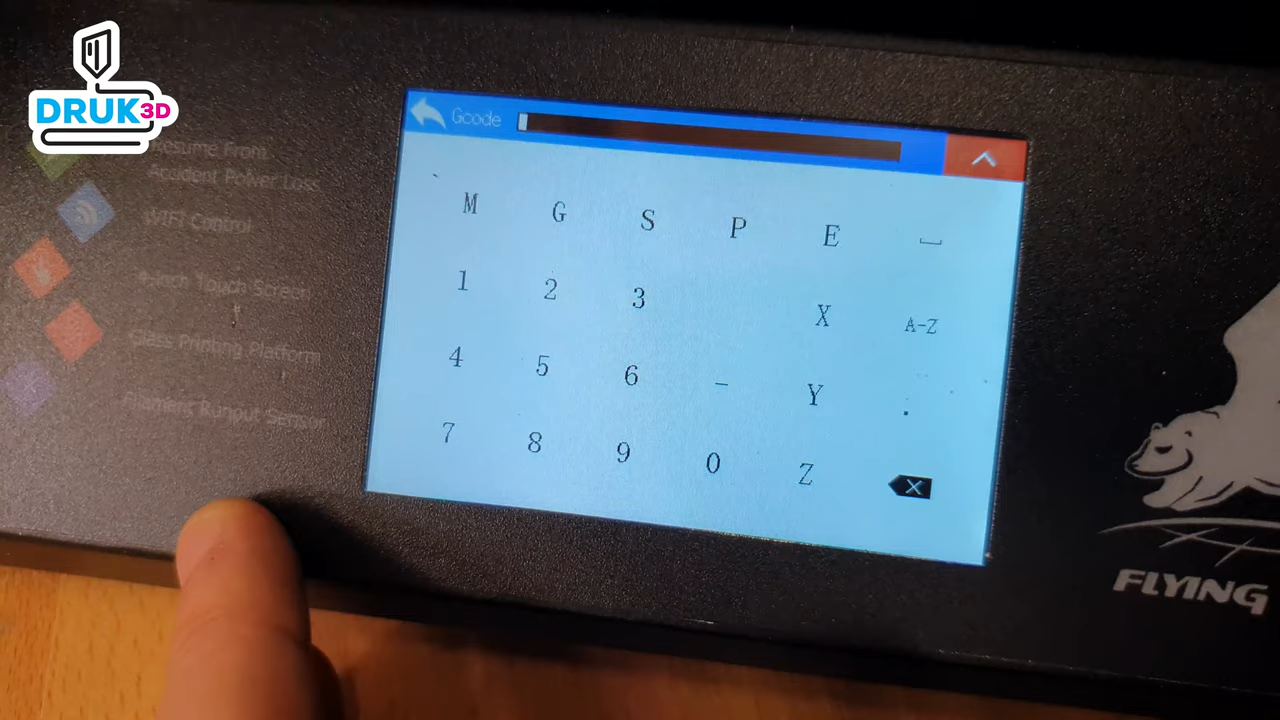 DRUK3D
Gcode
M G S P E
1 2 3 X A-Z
4 5 6 - Y .
7 8 9 0 Z X
Resume From
Accident Power Loss
WIFI Control
Touch Screen
Glass Printing Platform
Filament Runout Sensor
FLYING